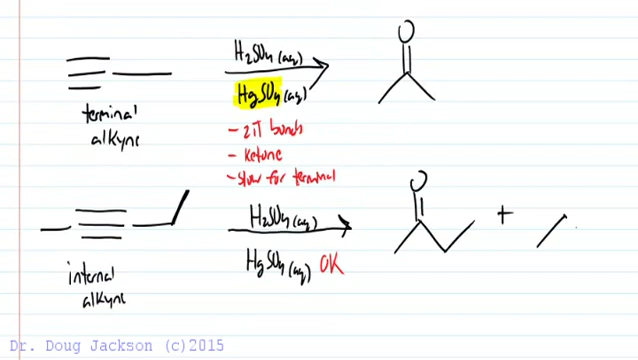 H₂SO₄ (aq)
HgSO₄ (aq)
O
terminal
alkyne
- 2π bonds
- Ketone
- Slow for terminal
H₂SO₄ (aq)
HgSO₄ (aq) OK
O
+
internal
alkyne
Dr. Doug Jackson (c)2015